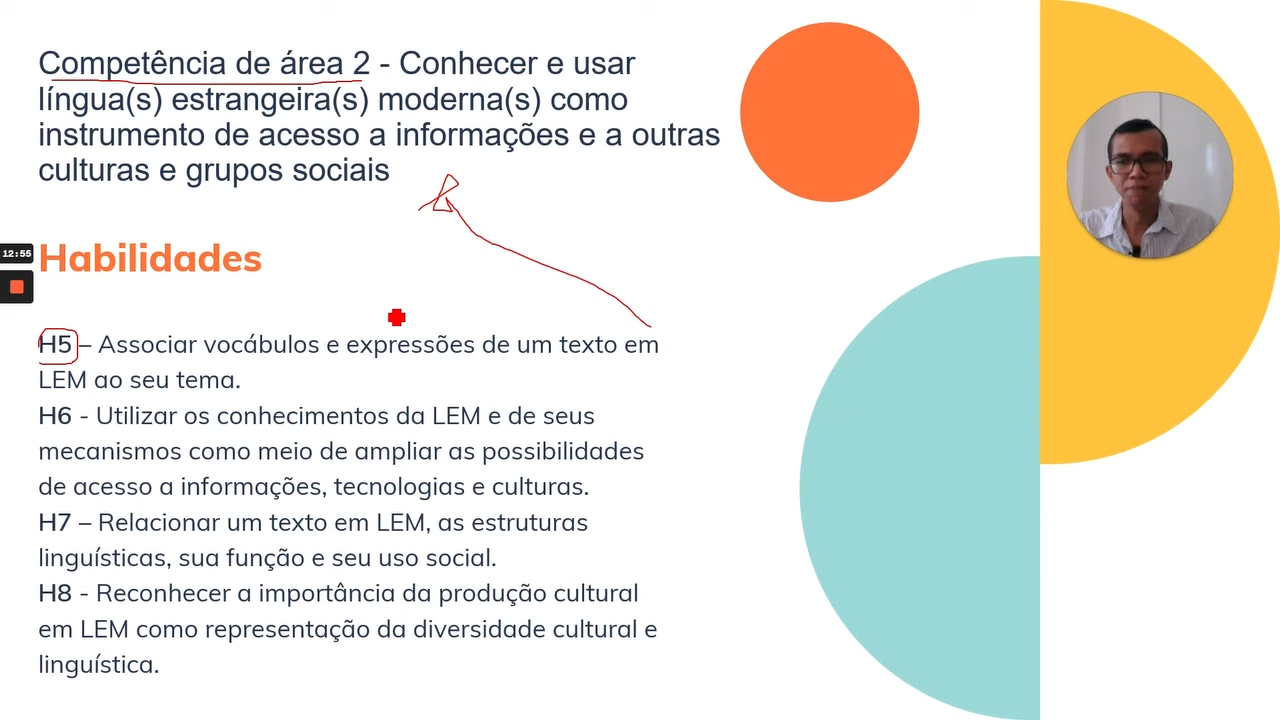 Competência de área 2 - Conhecer e usar
língua(s) estrangeira(s) moderna(s) como
instrumento de acesso a informações e a outras
culturas e grupos sociais
12:55
Habilidades
H5 – Associar vocábulos e expressões de um texto em
LEM ao seu tema.
H6 - Utilizar os conhecimentos da LEM e de seus
mecanismos como meio de ampliar as possibilidades
de acesso a informações, tecnologias e culturas.
H7 – Relacionar um texto em LEM, as estruturas
linguísticas, sua função e seu uso social.
H8 - Reconhecer a importância da produção cultural
em LEM como representação da diversidade cultural e
linguística.